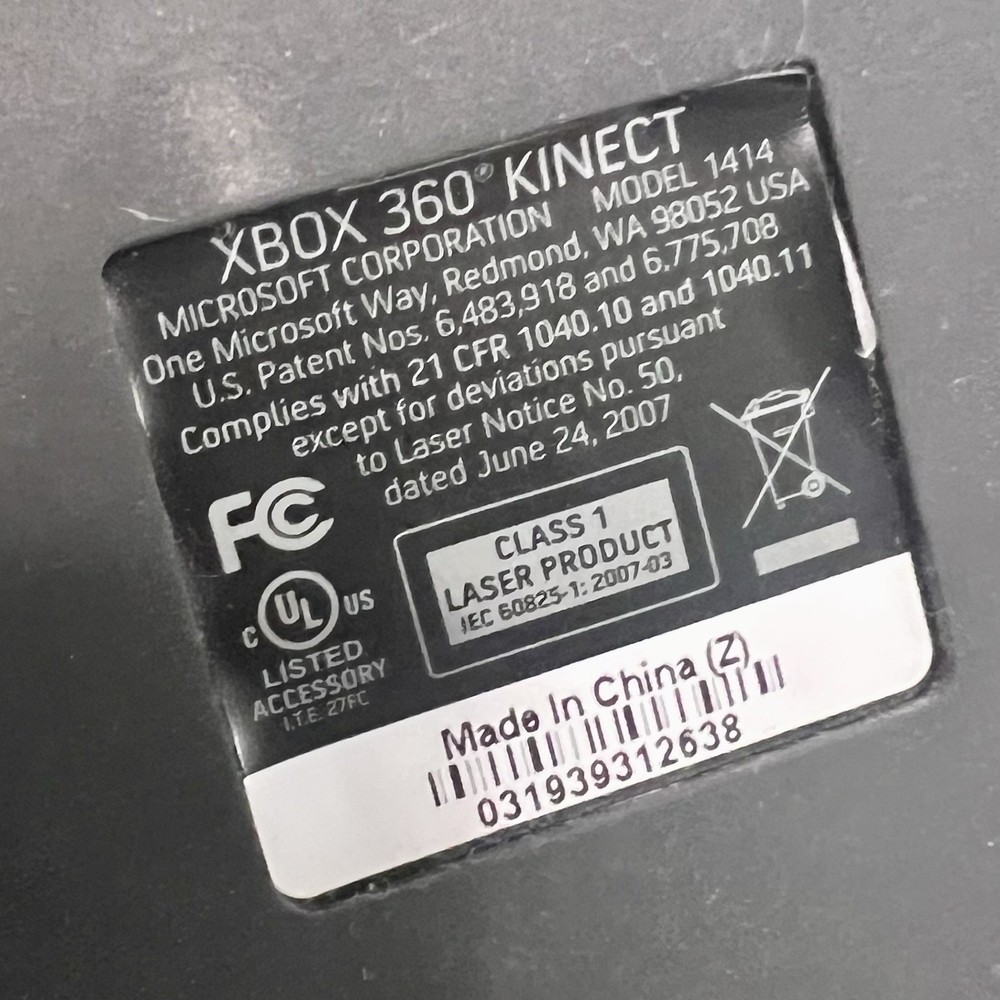 XBOX 360® KINECT
MICROSOFT CORPORATION MODEL 1414
One Microsoft Way, Redmond, WA 98052 USA
U.S. Patent Nos. 6,483,918 and 6,775,708
Complies with 21 CFR 1040.10 and 1040.11
except for deviations pursuant
to Laser Notice No. 50,
dated June 24, 2007
FC
C UL US
LISTED
ACCESSORY
I.T.E.
CLASS 1
LASER PRODUCT
IEC 60825-1: 2007-03
Made In China (Z)
031939312638